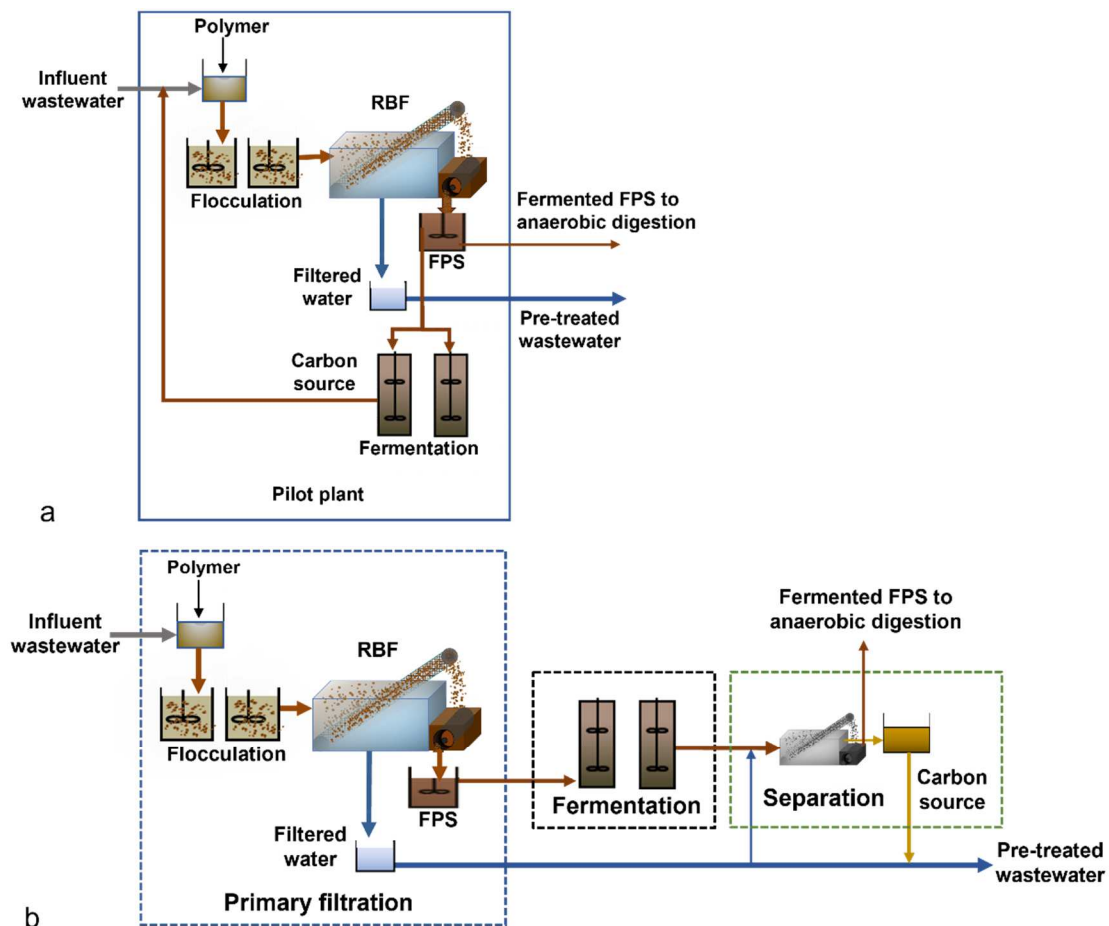 Polymer
Influent
wastewater
RBF
Flocculation
Fermented FPS to
anaerobic digestion
FPS
Filtered
water
Pre-treated
wastewater
Carbon
source
Fermentation
Pilot plant
a
Polymer
Influent
wastewater
RBF
Flocculation
Fermented FPS to
anaerobic digestion
FPS
Fermentation
Separation
Carbon
source
Filtered
water
Pre-treated
wastewater
Primary filtration
b